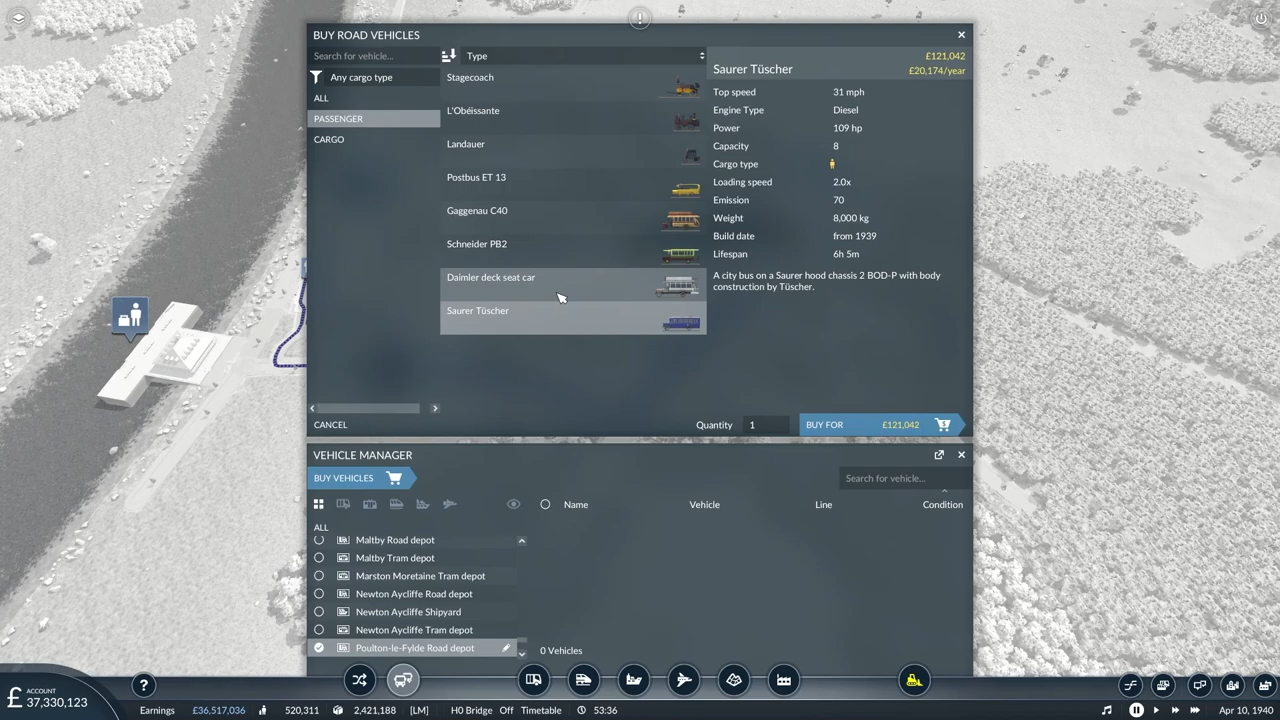 BUY ROAD VEHICLES
Search for vehicle...
Type
Any cargo type
ALL
PASSENGER
CARGO
Stagecoach
L'Obéissante
Landauer
Postbus ET 13
Gaggenau C40
Schneider PB2
Daimler deck seat car
Saurer Tüscher
£121,042
Saurer Tüscher
£20,174/year
Top speed 31 mph
Engine Type Diesel
Power 109 hp
Capacity 8
Cargo type
Loading speed 2.0x
Emission 70
Weight 8,000 kg
Build date from 1939
Lifespan 6h 5m
A city bus on a Saurer hood chassis 2 BOD-P with body
construction by Tüscher.
CANCEL
Quantity 1
BUY FOR £121,042
VEHICLE MANAGER
BUY VEHICLES
Search for vehicle...
Name Vehicle Line Condition
ALL
Maltby Road depot
Maltby Tram depot
Marston Moretaine Tram depot
Newton Aycliffe Road depot
Newton Aycliffe Shipyard
Newton Aycliffe Tram depot
Poulton-le-Fylde Road depot
0 Vehicles
?
£ ACCOUNT
37,330,123
Earnings £36,517,036 520,311 2,421,188 [LM] H0 Bridge Off Timetable 53:36 Apr 10, 1940